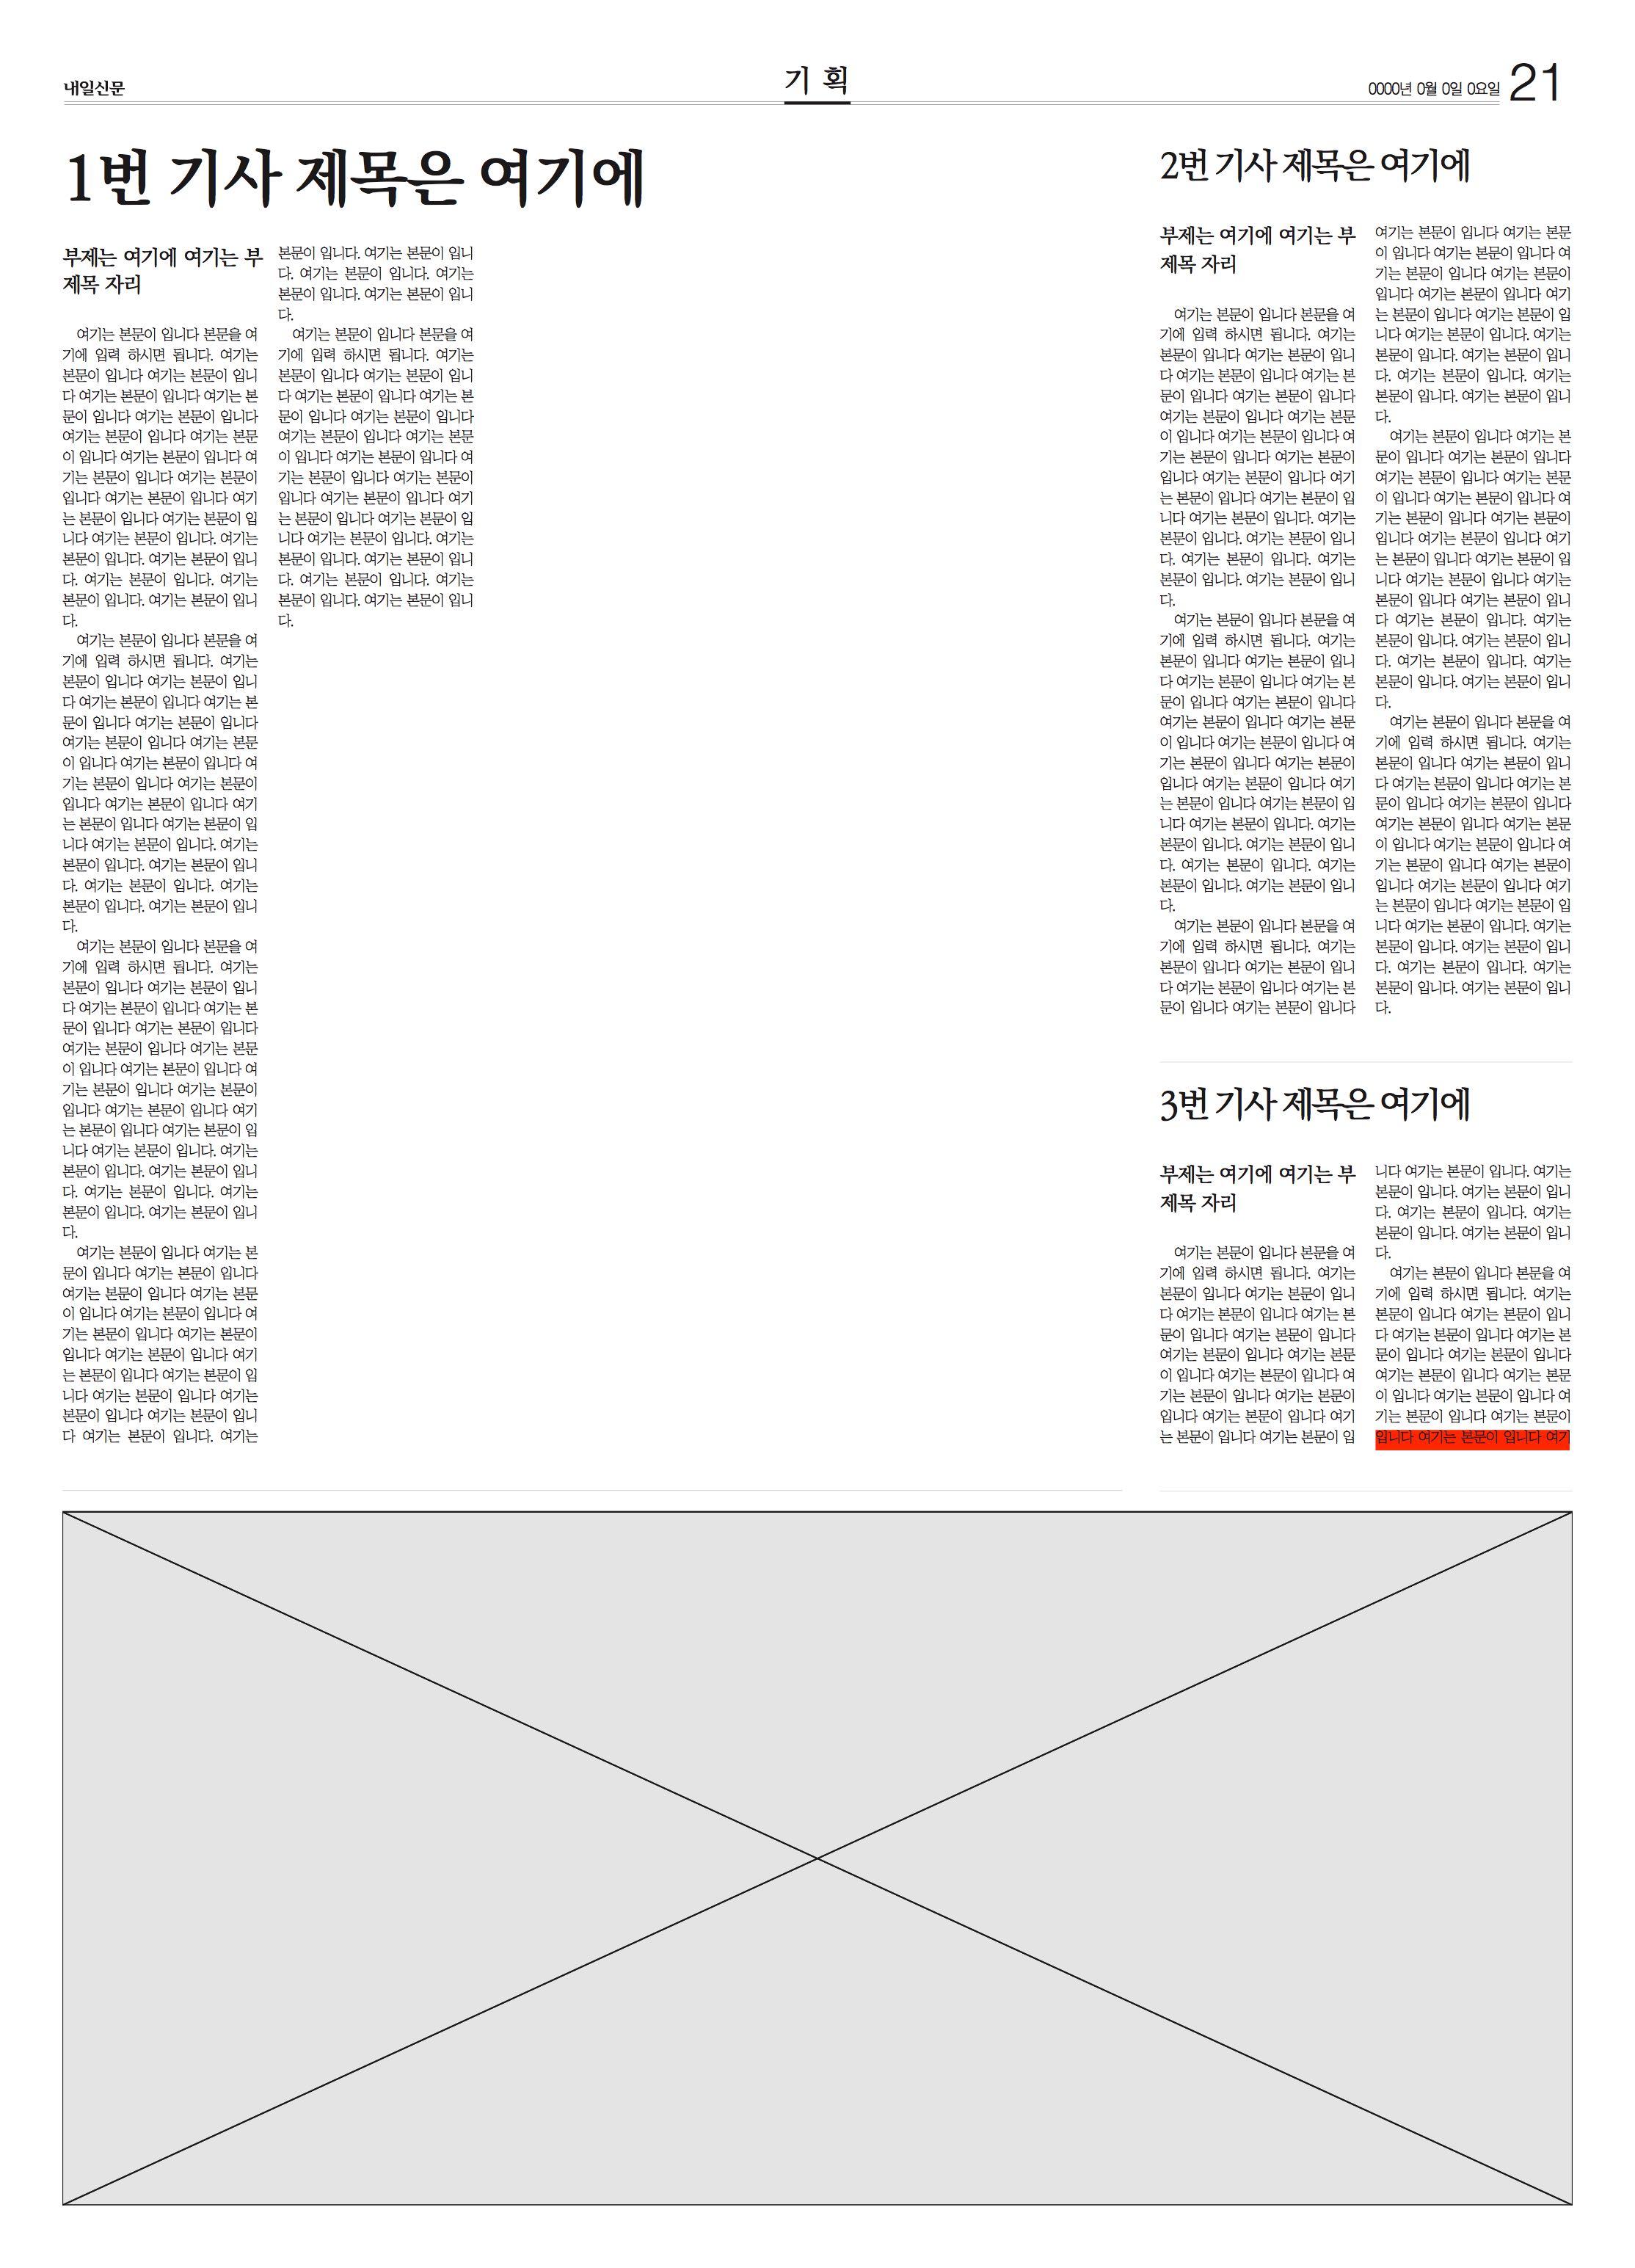 내일신문
기 획
0000년 0월 0일 0요일 21
1번 기사 제목은 여기에
부제는 여기에 여기는 부
제목 자리
여기는 본문이 입니다 본문을 여
기에 입력 하시면 됩니다. 여기는
본문이 입니다 여기는 본문이 입니
다 여기는 본문이 입니다 여기는 본
문이 입니다 여기는 본문이 입니다
여기는 본문이 입니다 여기는 본문
이 입니다 여기는 본문이 입니다 여
기는 본문이 입니다 여기는 본문이
입니다 여기는 본문이 입니다 여기
는 본문이 입니다 여기는 본문이 입
니다 여기는 본문이 입니다. 여기는
본문이 입니다. 여기는 본문이 입니
다. 여기는 본문이 입니다. 여기는
본문이 입니다. 여기는 본문이 입니
다.
여기는 본문이 입니다 본문을 여
기에 입력 하시면 됩니다. 여기는
본문이 입니다 여기는 본문이 입니
다 여기는 본문이 입니다 여기는 본
문이 입니다 여기는 본문이 입니다
여기는 본문이 입니다 여기는 본문
이 입니다 여기는 본문이 입니다 여
기는 본문이 입니다 여기는 본문이
입니다 여기는 본문이 입니다 여기
는 본문이 입니다 여기는 본문이 입
니다 여기는 본문이 입니다. 여기는
본문이 입니다. 여기는 본문이 입니
다. 여기는 본문이 입니다. 여기는
본문이 입니다. 여기는 본문이 입니
다.
여기는 본문이 입니다 본문을 여
기에 입력 하시면 됩니다. 여기는
본문이 입니다 여기는 본문이 입니
다 여기는 본문이 입니다 여기는 본
문이 입니다 여기는 본문이 입니다
여기는 본문이 입니다 여기는 본문
이 입니다 여기는 본문이 입니다 여
기는 본문이 입니다 여기는 본문이
입니다 여기는 본문이 입니다 여기
는 본문이 입니다 여기는 본문이 입
니다 여기는 본문이 입니다. 여기는
본문이 입니다. 여기는 본문이 입니
다. 여기는 본문이 입니다. 여기는
본문이 입니다. 여기는 본문이 입니
다.
여기는 본문이 입니다 여기는 본
문이 입니다 여기는 본문이 입니다
여기는 본문이 입니다 여기는 본문
이 입니다 여기는 본문이 입니다 여
기는 본문이 입니다 여기는 본문이
입니다 여기는 본문이 입니다 여기
는 본문이 입니다 여기는 본문이 입
니다 여기는 본문이 입니다 여기는
본문이 입니다 여기는 본문이 입니
다 여기는 본문이 입니다. 여기는
본문이 입니다. 여기는 본문이 입니
다. 여기는 본문이 입니다. 여기는
본문이 입니다. 여기는 본문이 입니
다.
여기는 본문이 입니다 본문을 여
기에 입력 하시면 됩니다. 여기는
본문이 입니다 여기는 본문이 입니
다 여기는 본문이 입니다 여기는 본
문이 입니다 여기는 본문이 입니다
여기는 본문이 입니다 여기는 본문
이 입니다 여기는 본문이 입니다 여
기는 본문이 입니다 여기는 본문이
입니다 여기는 본문이 입니다 여기
는 본문이 입니다 여기는 본문이 입
니다 여기는 본문이 입니다. 여기는
본문이 입니다. 여기는 본문이 입니
다. 여기는 본문이 입니다. 여기는
본문이 입니다. 여기는 본문이 입니
다.
2번 기사 제목은 여기에
부제는 여기에 여기는 부
제목 자리
여기는 본문이 입니다 본문을 여
기에 입력 하시면 됩니다. 여기는
본문이 입니다 여기는 본문이 입니
다 여기는 본문이 입니다 여기는 본
문이 입니다 여기는 본문이 입니다
여기는 본문이 입니다 여기는 본문
이 입니다 여기는 본문이 입니다 여
기는 본문이 입니다 여기는 본문이
입니다 여기는 본문이 입니다 여기
는 본문이 입니다 여기는 본문이 입
니다 여기는 본문이 입니다. 여기는
본문이 입니다. 여기는 본문이 입니
다. 여기는 본문이 입니다. 여기는
본문이 입니다. 여기는 본문이 입니
다.
여기는 본문이 입니다 본문을 여
기에 입력 하시면 됩니다. 여기는
본문이 입니다 여기는 본문이 입니
다 여기는 본문이 입니다 여기는 본
문이 입니다 여기는 본문이 입니다
여기는 본문이 입니다 여기는 본문
이 입니다 여기는 본문이 입니다 여
기는 본문이 입니다 여기는 본문이
입니다 여기는 본문이 입니다 여기
는 본문이 입니다 여기는 본문이 입
니다 여기는 본문이 입니다. 여기는
본문이 입니다. 여기는 본문이 입니
다. 여기는 본문이 입니다. 여기는
본문이 입니다. 여기는 본문이 입니
다.
여기는 본문이 입니다 본문을 여
기에 입력 하시면 됩니다. 여기는
본문이 입니다 여기는 본문이 입니
다 여기는 본문이 입니다 여기는 본
문이 입니다 여기는 본문이 입니다
여기는 본문이 입니다 여기는 본문
이 입니다 여기는 본문이 입니다 여
기는 본문이 입니다 여기는 본문이
입니다 여기는 본문이 입니다 여기
는 본문이 입니다 여기는 본문이 입
니다 여기는 본문이 입니다. 여기는
본문이 입니다. 여기는 본문이 입니
다. 여기는 본문이 입니다. 여기는
본문이 입니다. 여기는 본문이 입니
다.
여기는 본문이 입니다 여기는 본
문이 입니다 여기는 본문이 입니다
여기는 본문이 입니다 여기는 본문
이 입니다 여기는 본문이 입니다 여
기는 본문이 입니다 여기는 본문이
입니다 여기는 본문이 입니다 여기
는 본문이 입니다 여기는 본문이 입
니다 여기는 본문이 입니다 여기는
본문이 입니다 여기는 본문이 입니
다 여기는 본문이 입니다. 여기는
본문이 입니다. 여기는 본문이 입니
다. 여기는 본문이 입니다. 여기는
본문이 입니다. 여기는 본문이 입니
다.
여기는 본문이 입니다 본문을 여
기에 입력 하시면 됩니다. 여기는
본문이 입니다 여기는 본문이 입니
다 여기는 본문이 입니다 여기는 본
문이 입니다 여기는 본문이 입니다
여기는 본문이 입니다 여기는 본문
이 입니다 여기는 본문이 입니다 여
기는 본문이 입니다 여기는 본문이
입니다 여기는 본문이 입니다 여기
는 본문이 입니다 여기는 본문이 입
니다 여기는 본문이 입니다. 여기는
본문이 입니다. 여기는 본문이 입니
다. 여기는 본문이 입니다. 여기는
본문이 입니다. 여기는 본문이 입니
다.
3번 기사 제목은 여기에
부제는 여기에 여기는 부
제목 자리
여기는 본문이 입니다 본문을 여
기에 입력 하시면 됩니다. 여기는
본문이 입니다 여기는 본문이 입니
다 여기는 본문이 입니다 여기는 본
문이 입니다 여기는 본문이 입니다
여기는 본문이 입니다 여기는 본문
이 입니다 여기는 본문이 입니다 여
기는 본문이 입니다 여기는 본문이
입니다 여기는 본문이 입니다 여기
는 본문이 입니다 여기는 본문이 입
니다 여기는 본문이 입니다. 여기는
본문이 입니다. 여기는 본문이 입니
다. 여기는 본문이 입니다. 여기는
본문이 입니다. 여기는 본문이 입니
다.
여기는 본문이 입니다 본문을 여
기에 입력 하시면 됩니다. 여기는
본문이 입니다 여기는 본문이 입니
다 여기는 본문이 입니다 여기는 본
문이 입니다 여기는 본문이 입니다
여기는 본문이 입니다 여기는 본문
이 입니다 여기는 본문이 입니다 여
기는 본문이 입니다 여기는 본문이
입니다 여기는 본문이 입니다 여기